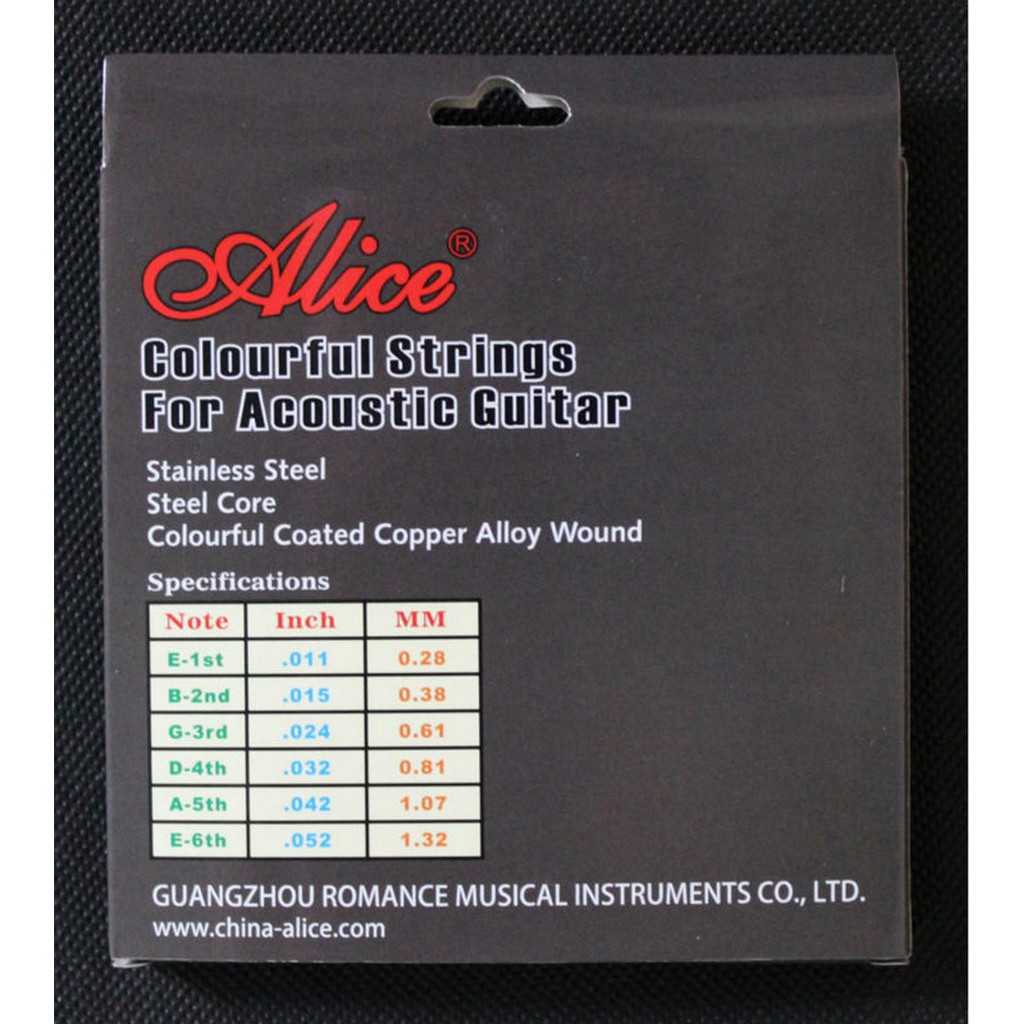 Alice®
Colourful Strings
For Acoustic Guitar
Stainless Steel
Steel Core
Colourful Coated Copper Alloy Wound
Specifications
Note Inch MM
E-1st .011 0.28
B-2nd .015 0.38
G-3rd .024 0.61
D-4th .032 0.81
A-5th .042 1.07
E-6th .052 1.32
GUANGZHOU ROMANCE MUSICAL INSTRUMENTS CO., LTD.
www.china-alice.com